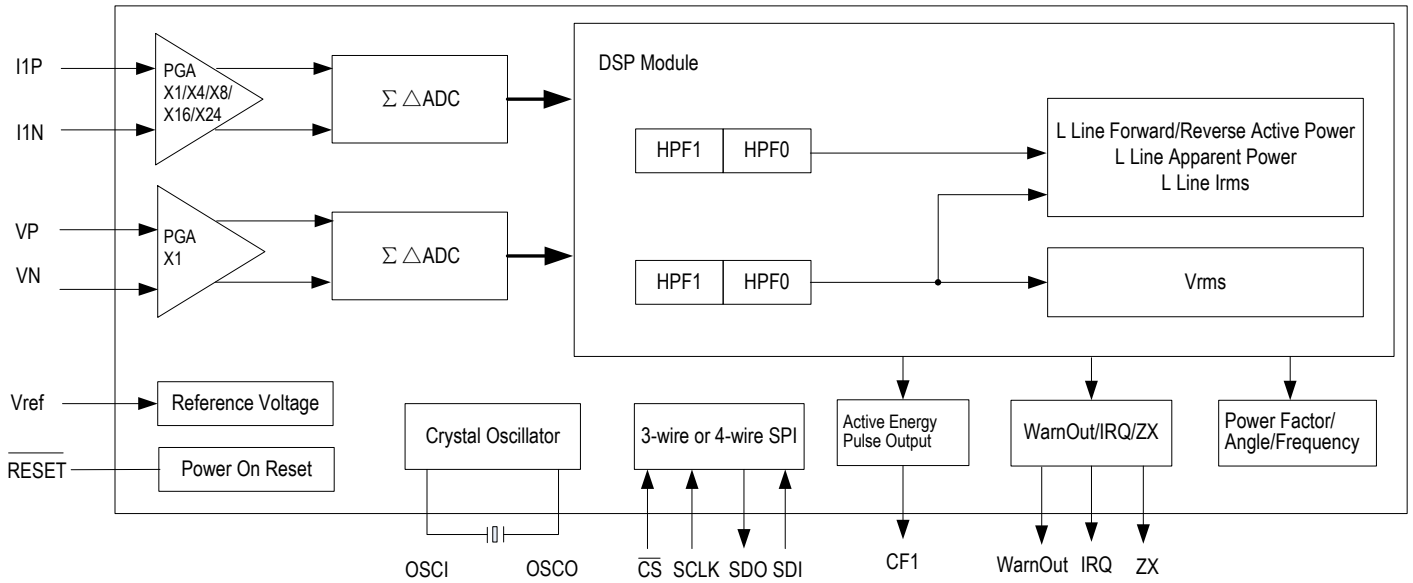 I1P
I1N
PGA
X1/X4/X8/
X16/X24
Σ △ADC
DSP Module
HPF1 HPF0
L Line Forward/Reverse Active Power
L Line Apparent Power
L Line Irms
VP
VN
PGA
X1
Σ △ADC
HPF1 HPF0
Vrms
Vref
Reference Voltage
RESET
Power On Reset
Crystal Oscillator
3-wire or 4-wire SPI
Active Energy
Pulse Output
WarnOut/IRQ/ZX
Power Factor/
Angle/Frequency
OSCI OSCO CS SCLK SDO SDI CF1 WarnOut IRQ ZX